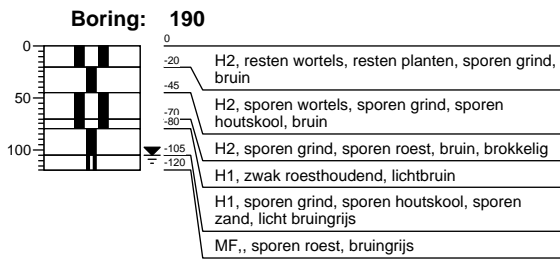 Boring: 190
0
50
100
0
-20
-45
-70
-80
-105
-120
H2, resten wortels, resten planten, sporen grind,
bruin
H2, sporen wortels, sporen grind, sporen
houtskool, bruin
H2, sporen grind, sporen roest, bruin, brokkelig
H1, zwak roesthoudend, lichtbruin
H1, sporen grind, sporen houtskool, sporen
zand, licht bruingrijs
MF,, sporen roest, bruingrijs